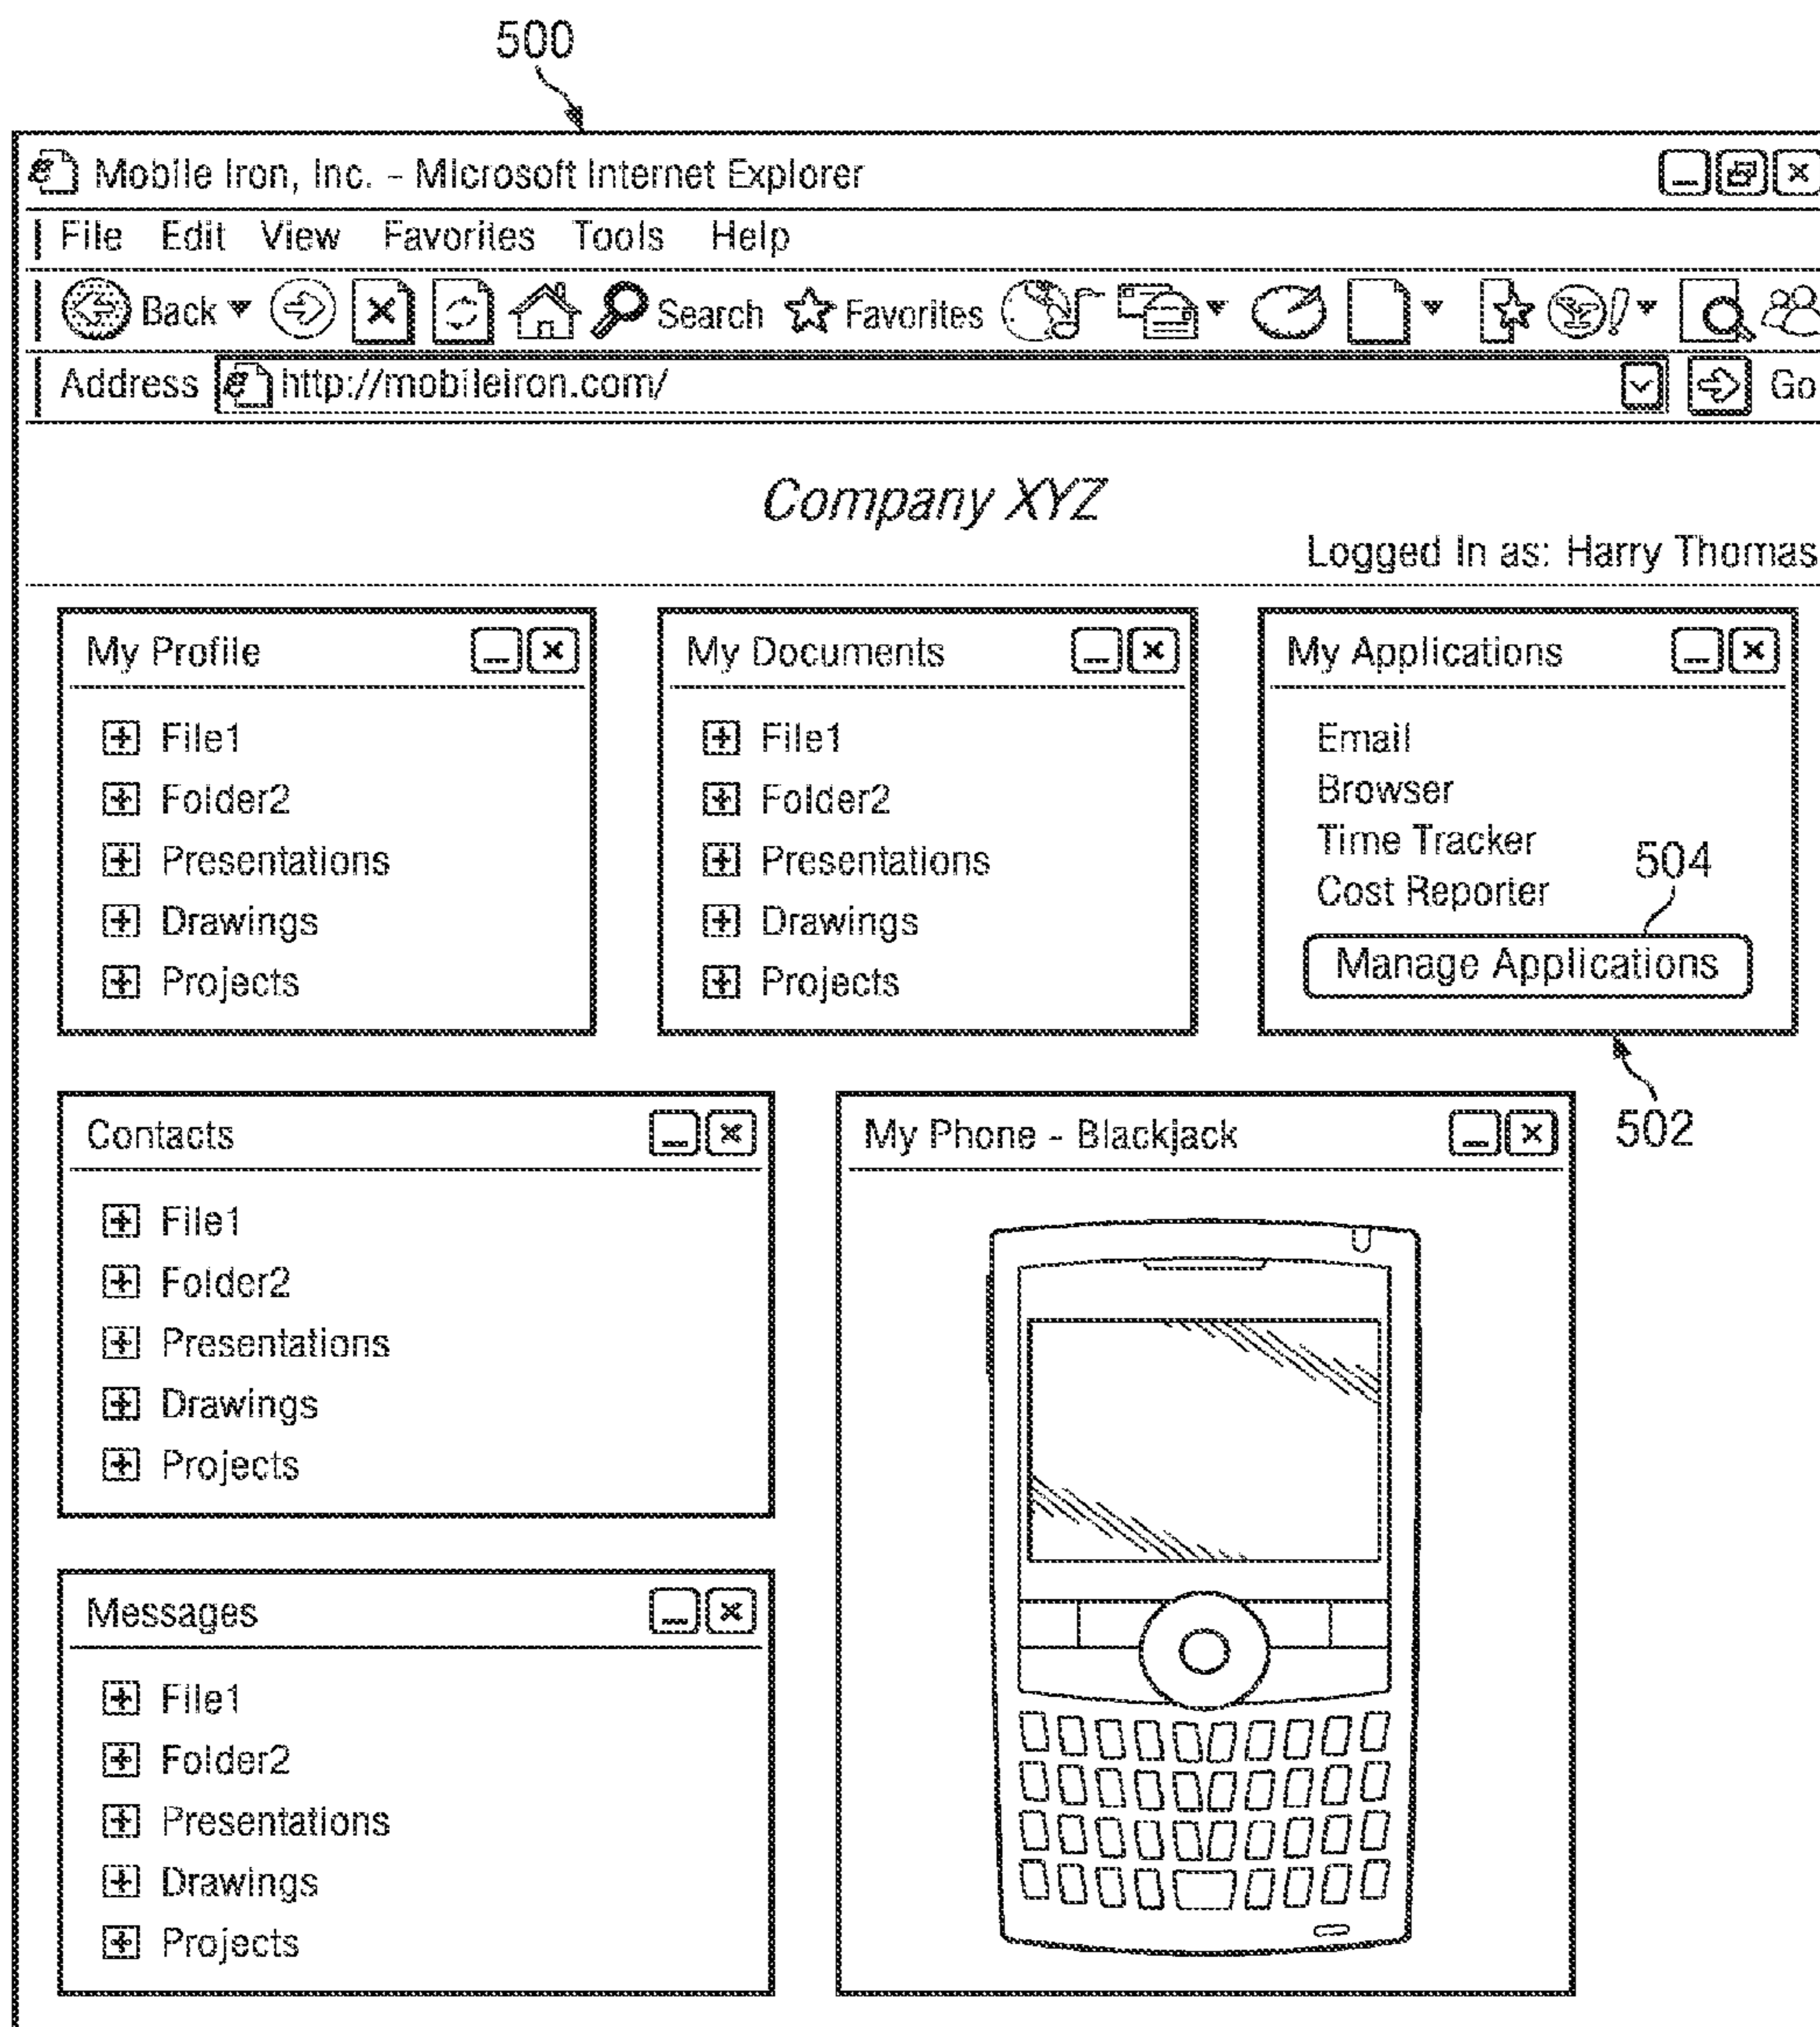 500
Mobile Iron, Inc. - Microsoft Internet Explorer
File Edit View Favorites Tools Help
Back Search Favorites
Address http://mobileiron.com/ Go
Company XYZ
Logged In as: Harry Thomas
My Profile
File1
Folder2
Presentations
Drawings
Projects
My Documents
File1
Folder2
Presentations
Drawings
Projects
My Applications
Email
Browser
Time Tracker
Cost Reporter
504
Manage Applications
502
Contacts
File1
Folder2
Presentations
Drawings
Projects
My Phone - Blackjack
Messages
File1
Folder2
Presentations
Drawings
Projects